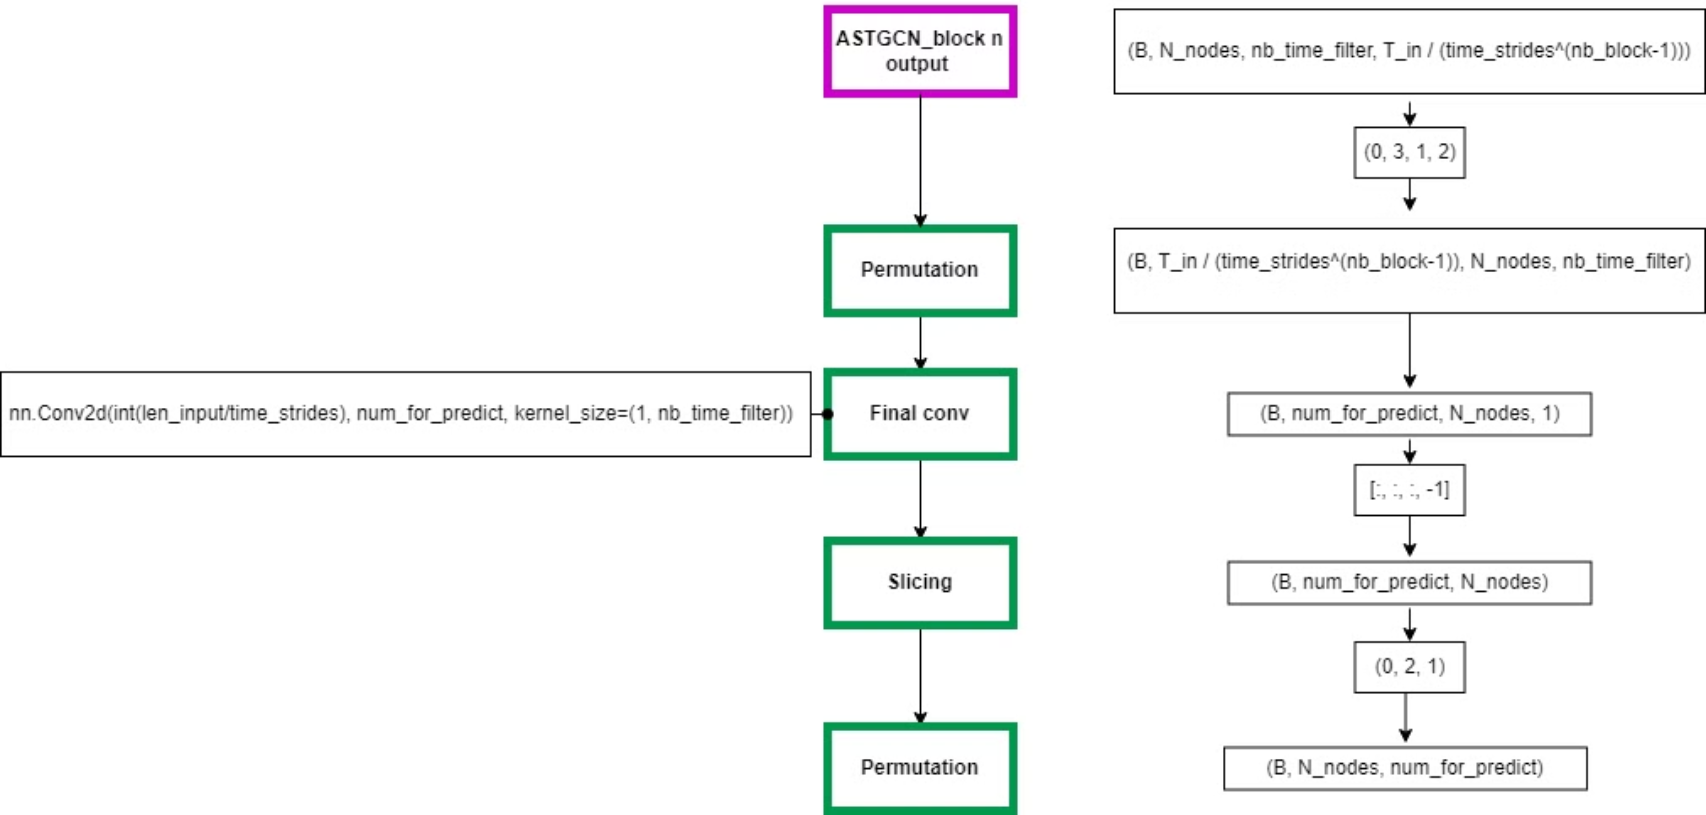 ASTGCN_block n
output
(B, N_nodes, nb_time_filter, T_in / (time_strides^(nb_block-1)))
(0, 3, 1, 2)
Permutation
(B, T_in / (time_strides^(nb_block-1)), N_nodes, nb_time_filter)
nn.Conv2d(int(len_input/time_strides), num_for_predict, kernel_size=(1, nb_time_filter))
Final conv
(B, num_for_predict, N_nodes, 1)
[:, :, :, -1]
Slicing
(B, num_for_predict, N_nodes)
(0, 2, 1)
Permutation
(B, N_nodes, num_for_predict)